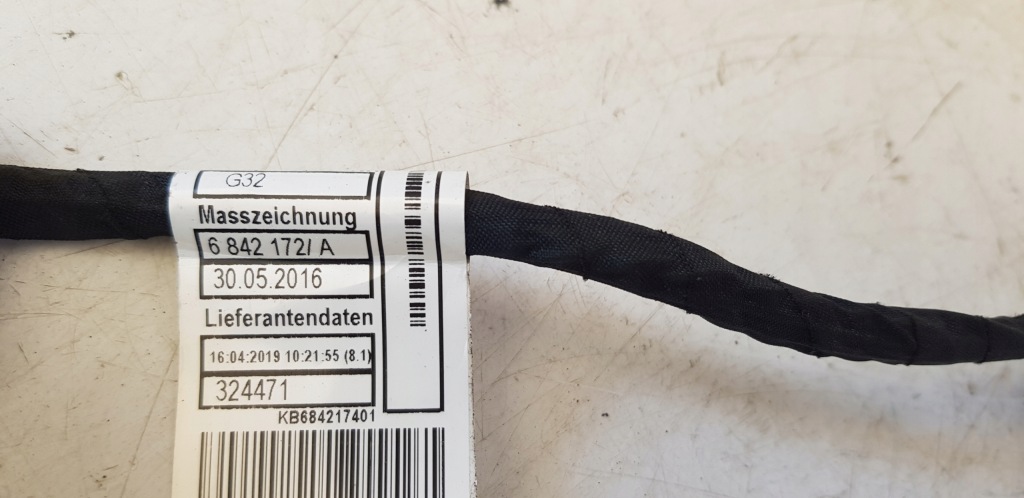 G32
Masszeichnung
6 842 172/ A
30.05.2016
Lieferantendaten
16:04:2019 10:21:55 (8.1)
324471
KB684217401